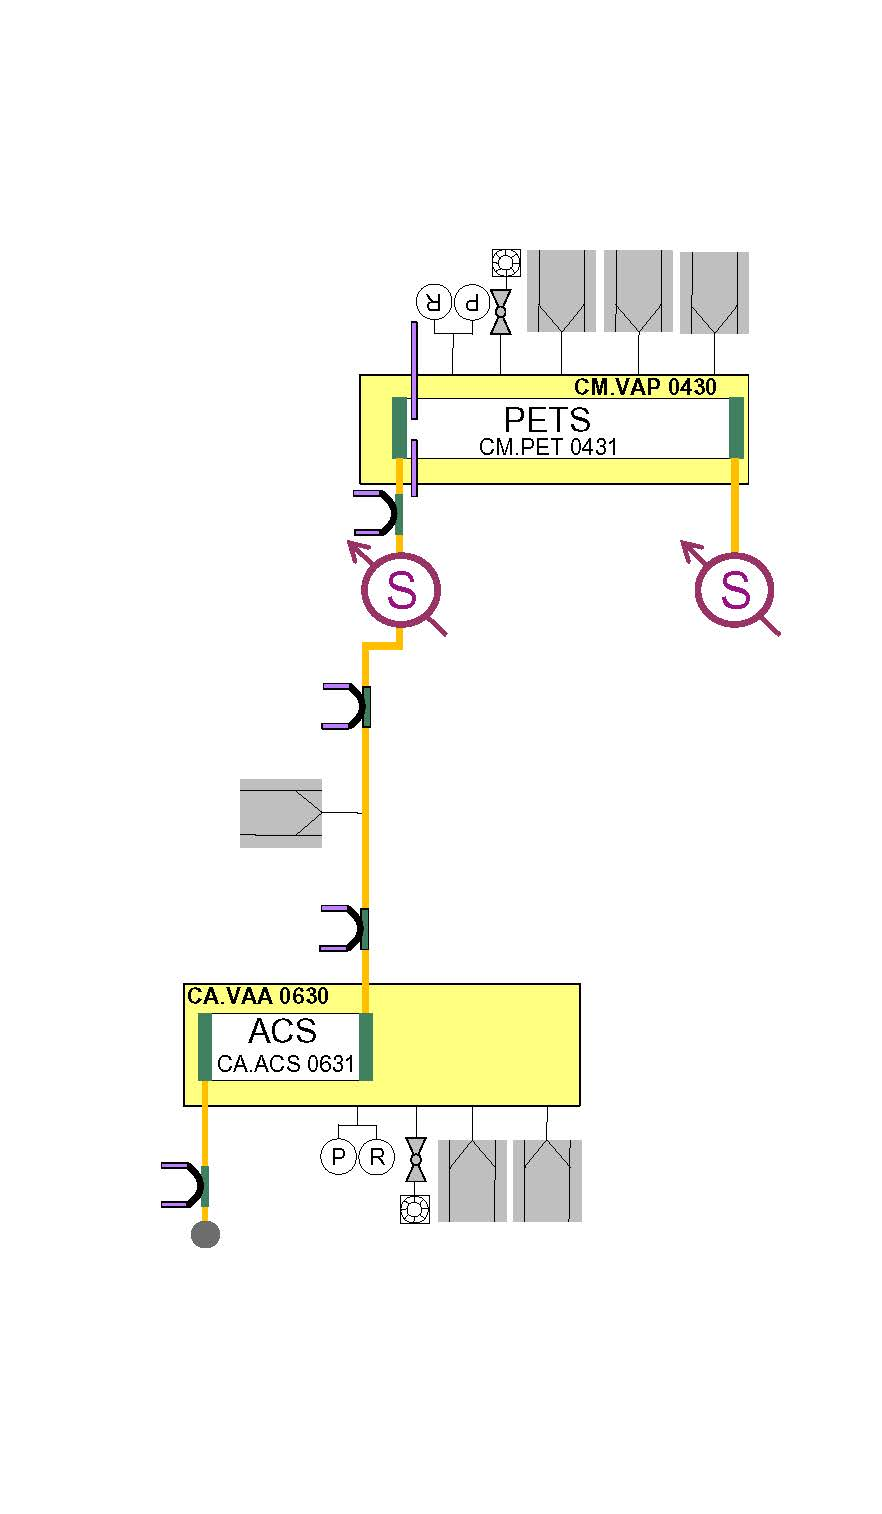 R P
CM.VAP 0430
PETS
CM.PET 0431
S S
CA.VAA 0630
ACS
CA.ACS 0631
P R